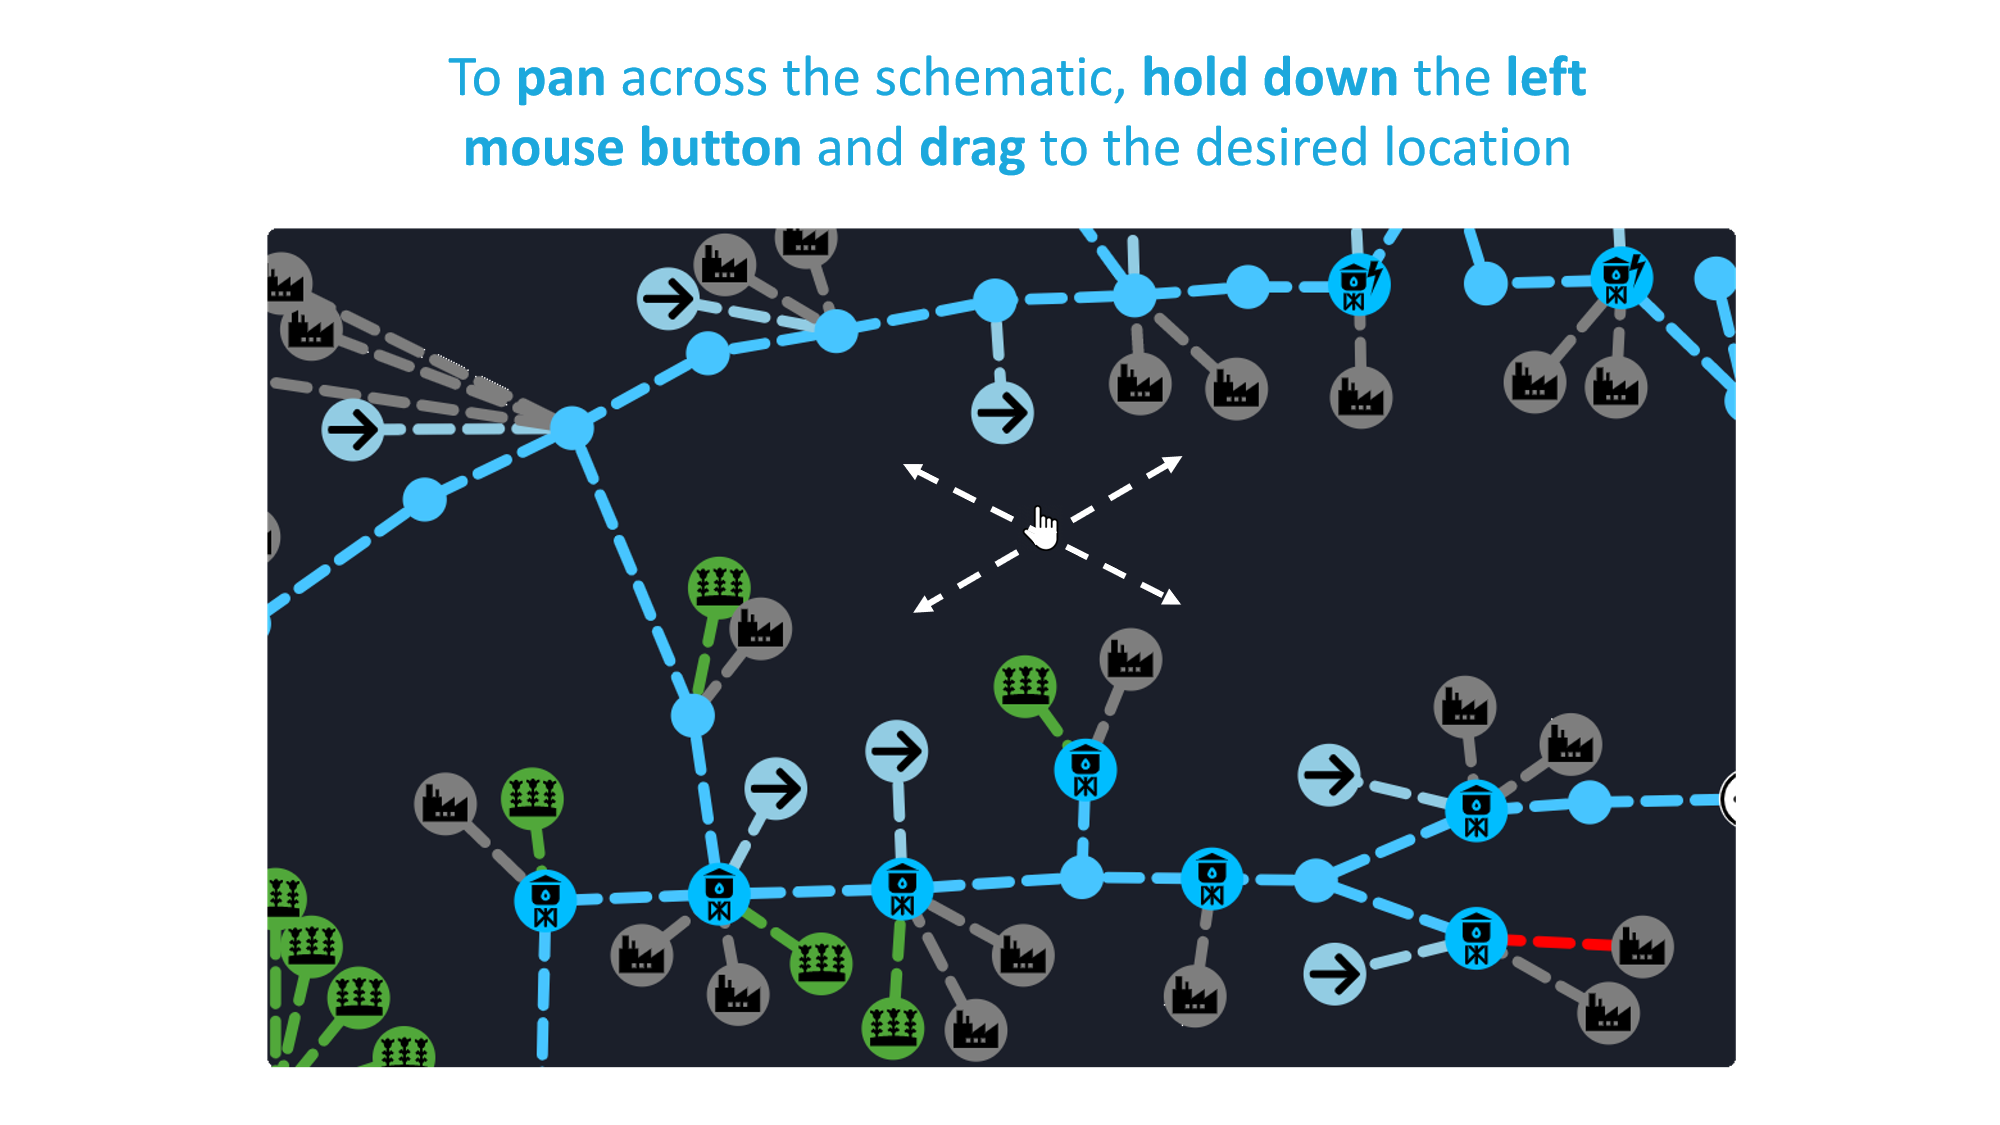 To pan across the schematic, hold down the left
mouse button and drag to the desired location